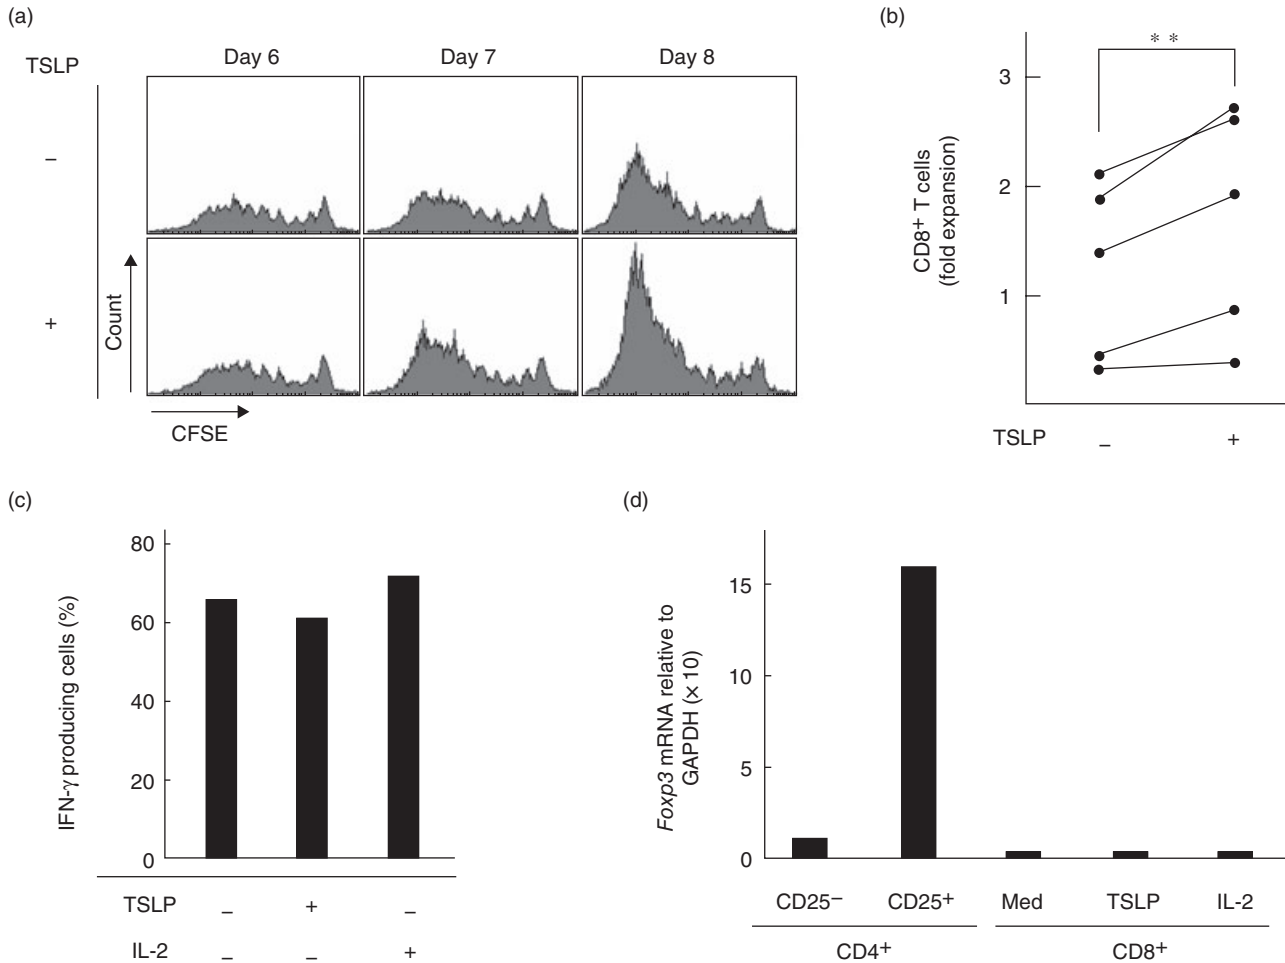 (a)
TSLP
Day 6
Day 7
Day 8
–
+
Count
CFSE
(b)
* *
3
2
1
CD8+ T cells
(fold expansion)
TSLP – +
(c)
80
60
40
20
0
IFN-γ producing cells (%)
TSLP – + –
IL-2 – – +
(d)
15
10
5
0
Foxp3 mRNA relative to
GAPDH (× 10)
CD25– CD25+ Med TSLP IL-2
CD4+ CD8+